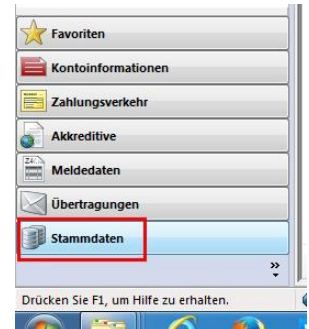 Favoriten
Kontoinformationen
Zahlungsverkehr
Akkreditive
Meldedaten
Übertragungen
Stammdaten
»
Drücken Sie F1, um Hilfe zu erhalten.